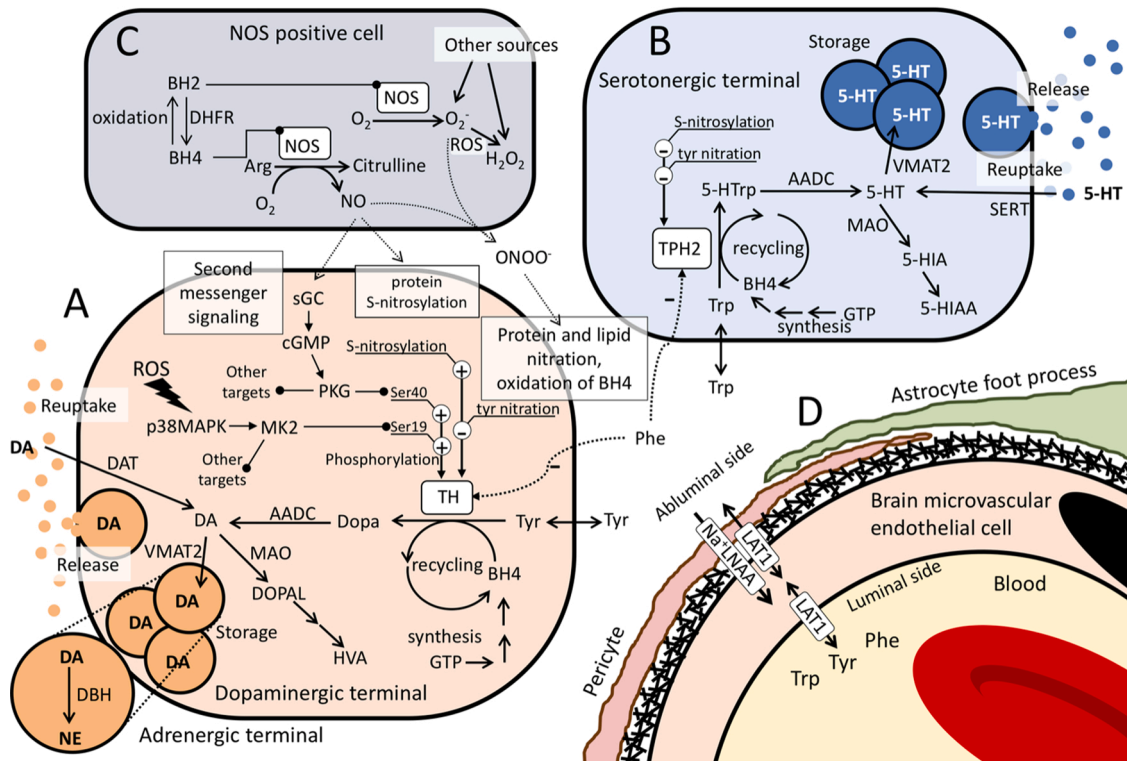 C
NOS positive cell
Other sources
BH2
NOS
oxidation
DHFR
O₂
O₂⁻
ROS
H₂O₂
BH4
NOS
Arg
Citrulline
O₂
NO
ONOO⁻
B
Serotonergic terminal
Storage
5-HT
5-HT
5-HT
5-HT
Release
Reuptake
5-HT
SERT
S-nitrosylation
−
tyr nitration
−
5-HTrp
AADC
VMAT2
5-HT
MAO
TPH2
recycling
5-HIA
BH4
5-HIAA
Trp
GTP
synthesis
−
Trp
A
Second
messenger
signaling
protein
S-nitrosylation
Protein and lipid
nitration,
oxidation of BH4
sGC
cGMP
S-nitrosylation
+
ROS
Other
targets
PKG
Ser40
+
tyr nitration
Reuptake
p38MAPK
MK2
Ser19
−
+
Phe
DA
DAT
Other
targets
Phosphorylation
−
TH
DA
DA
AADC
Dopa
Tyr
Tyr
VMAT2
MAO
recycling
BH4
Release
DOPAL
DA
DA
DA
Storage
synthesis
GTP
HVA
Dopaminergic terminal
DA
DBH
NE
Adrenergic terminal
D
Astrocyte foot process
Abluminal side
Brain microvascular
endothelial cell
Na⁺LNAA
LAT1
LAT1
Luminal side
Blood
Pericyte
Phe
Tyr
Trp